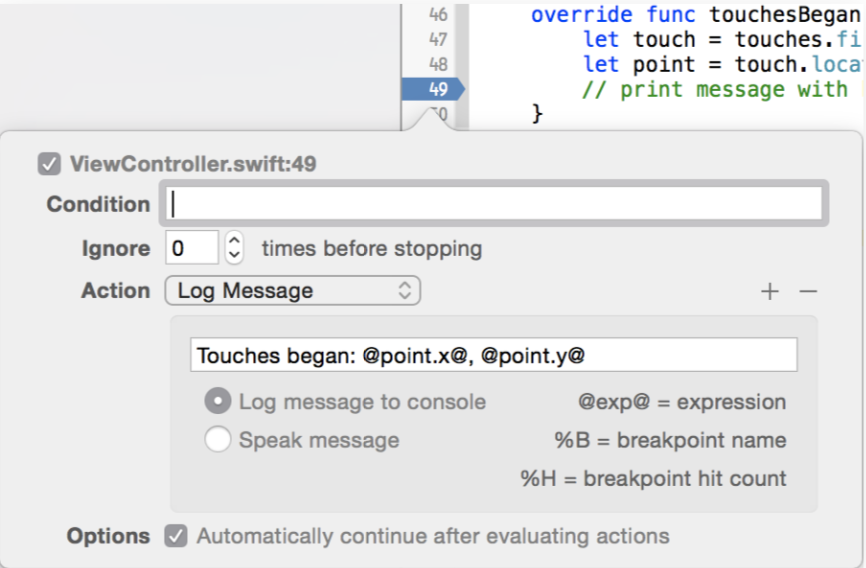 46 override func touchesBegan
47 let touch = touches.fi
48 let point = touch.loca
49 // print message with
50 }
ViewController.swift:49
Condition
Ignore 0 times before stopping
Action Log Message + −
Touches began: @point.x@, @point.y@
Log message to console @exp@ = expression
Speak message %B = breakpoint name
%H = breakpoint hit count
Options Automatically continue after evaluating actions